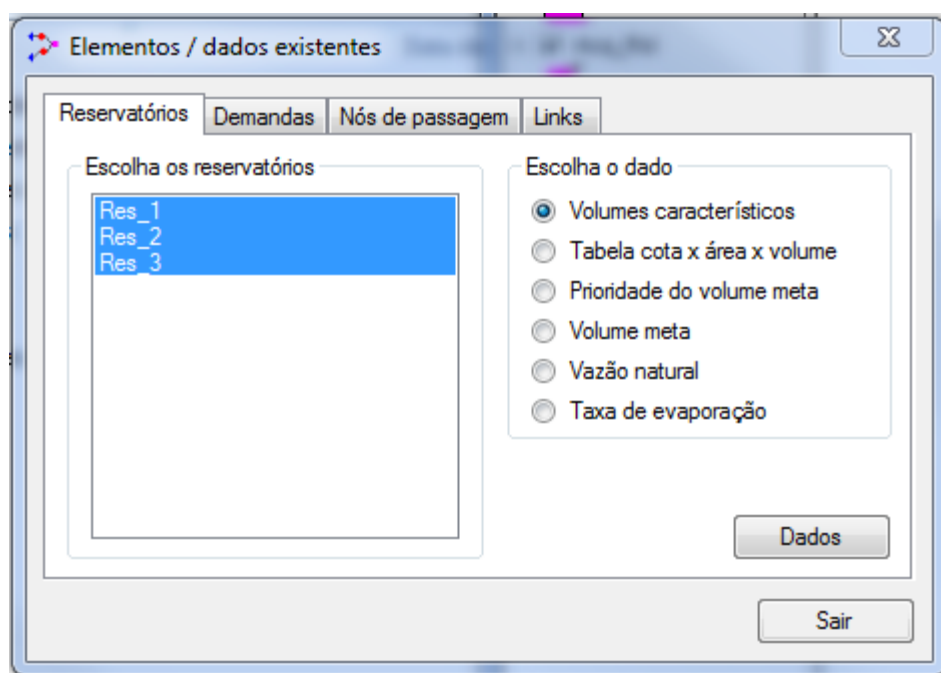 Elementos / dados existentes
Reservatórios Demandas Nós de passagem Links
Escolha os reservatórios
Res_1
Res_2
Res_3
Escolha o dado
Volumes característicos
Tabela cota x área x volume
Prioridade do volume meta
Volume meta
Vazão natural
Taxa de evaporação
Dados
Sair